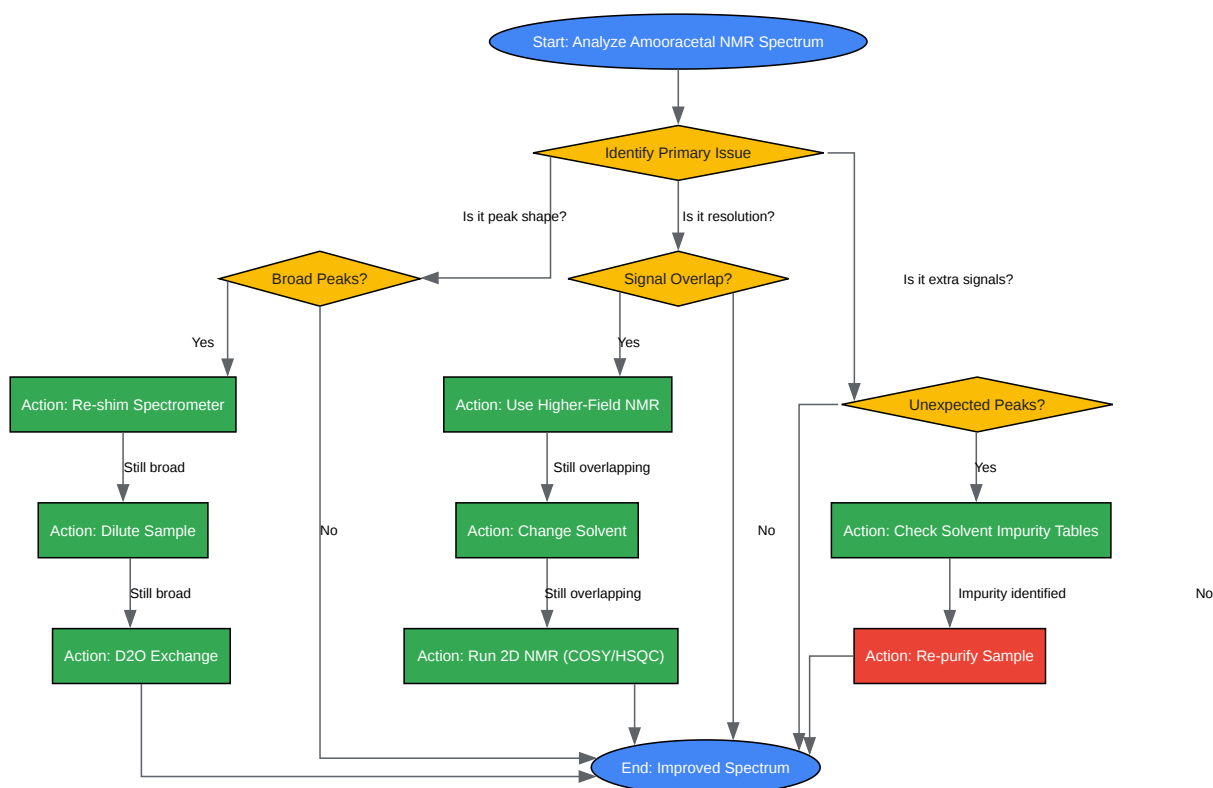 Start: Analyze Amooracetal NMR Spectrum
Identify Primary Issue
Is it peak shape?
Is it resolution?
Broad Peaks?
Signal Overlap?
Is it extra signals?
Yes
Yes
Action: Re-shim Spectrometer
Action: Use Higher-Field NMR
Unexpected Peaks?
Still broad
Still overlapping
Yes
Action: Dilute Sample
No
Action: Change Solvent
No
Action: Check Solvent Impurity Tables
Still broad
Still overlapping
Impurity identified
No
Action: D2O Exchange
Action: Run 2D NMR (COSY/HSQC)
Action: Re-purify Sample
End: Improved Spectrum